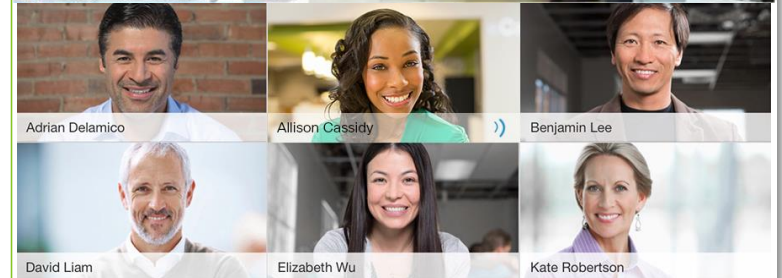 Adrian Delamico
Allison Cassidy
Benjamin Lee
David Liam
Elizabeth Wu
Kate Robertson